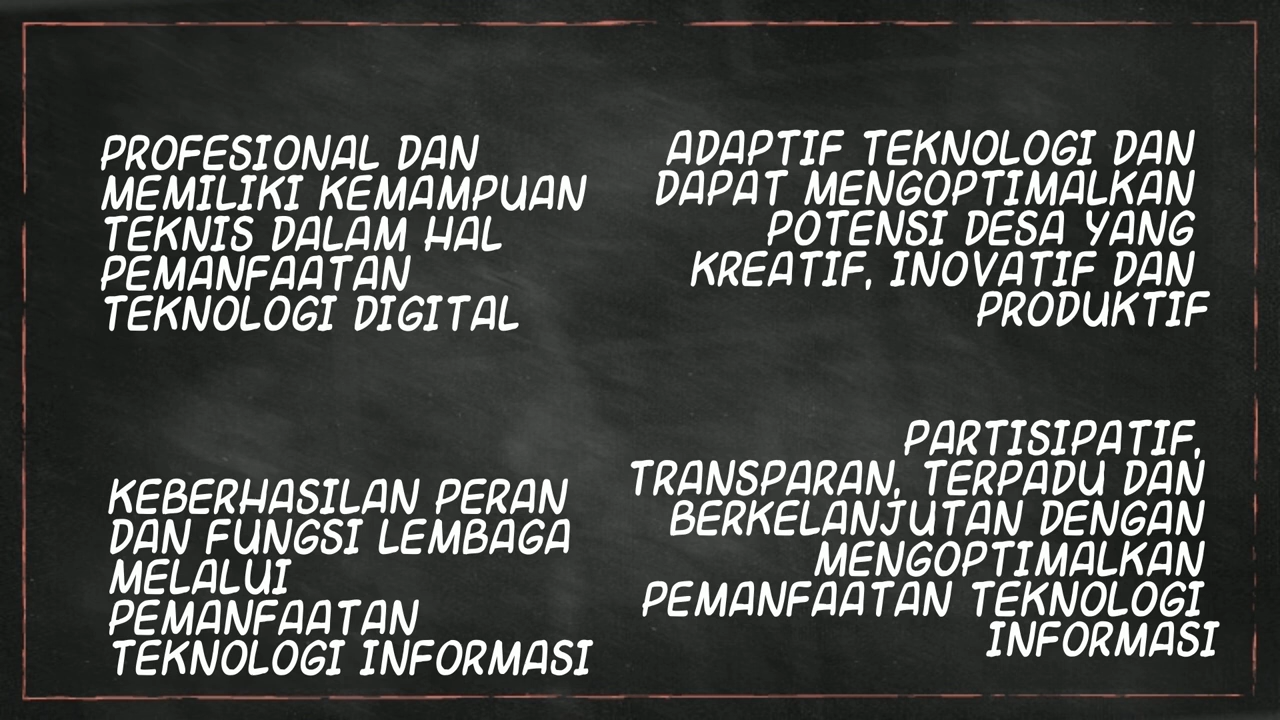 PROFESIONAL DAN
MEMILIKI KEMAMPUAN
TEKNIS DALAM HAL
PEMANFAATAN
TEKNOLOGI DIGITAL
ADAPTIF TEKNOLOGI DAN
DAPAT MENGOPTIMALKAN
POTENSI DESA YANG
KREATIF, INOVATIF DAN
PRODUKTIF
KEBERHASILAN PERAN
DAN FUNGSI LEMBAGA
MELALUI
PEMANFAATAN
TEKNOLOGI INFORMASI
PARTISIPATIF,
TRANSPARAN, TERPADU DAN
BERKELANJUTAN DENGAN
MENGOPTIMALKAN
PEMANFAATAN TEKNOLOGI
INFORMASI